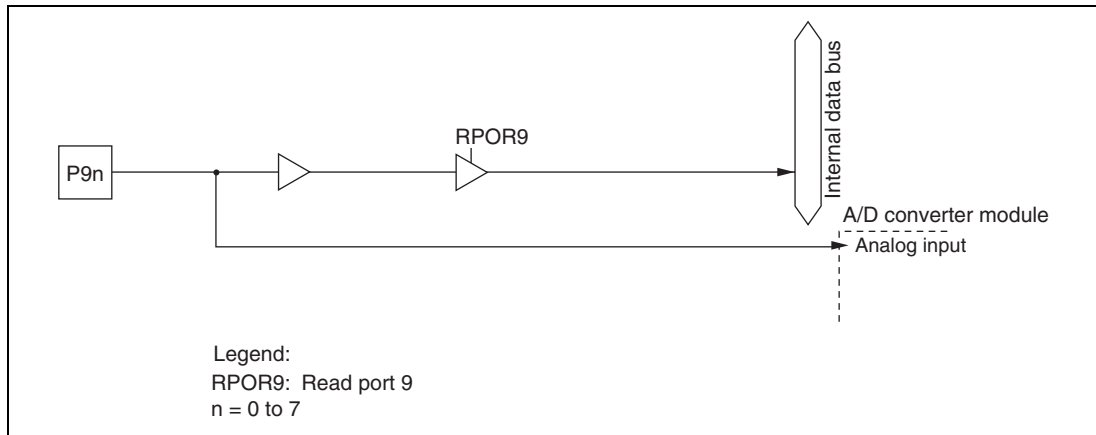 RPOR9
P9n
Internal data bus
A/D converter module
Analog input
Legend:
RPOR9: Read port 9
n = 0 to 7